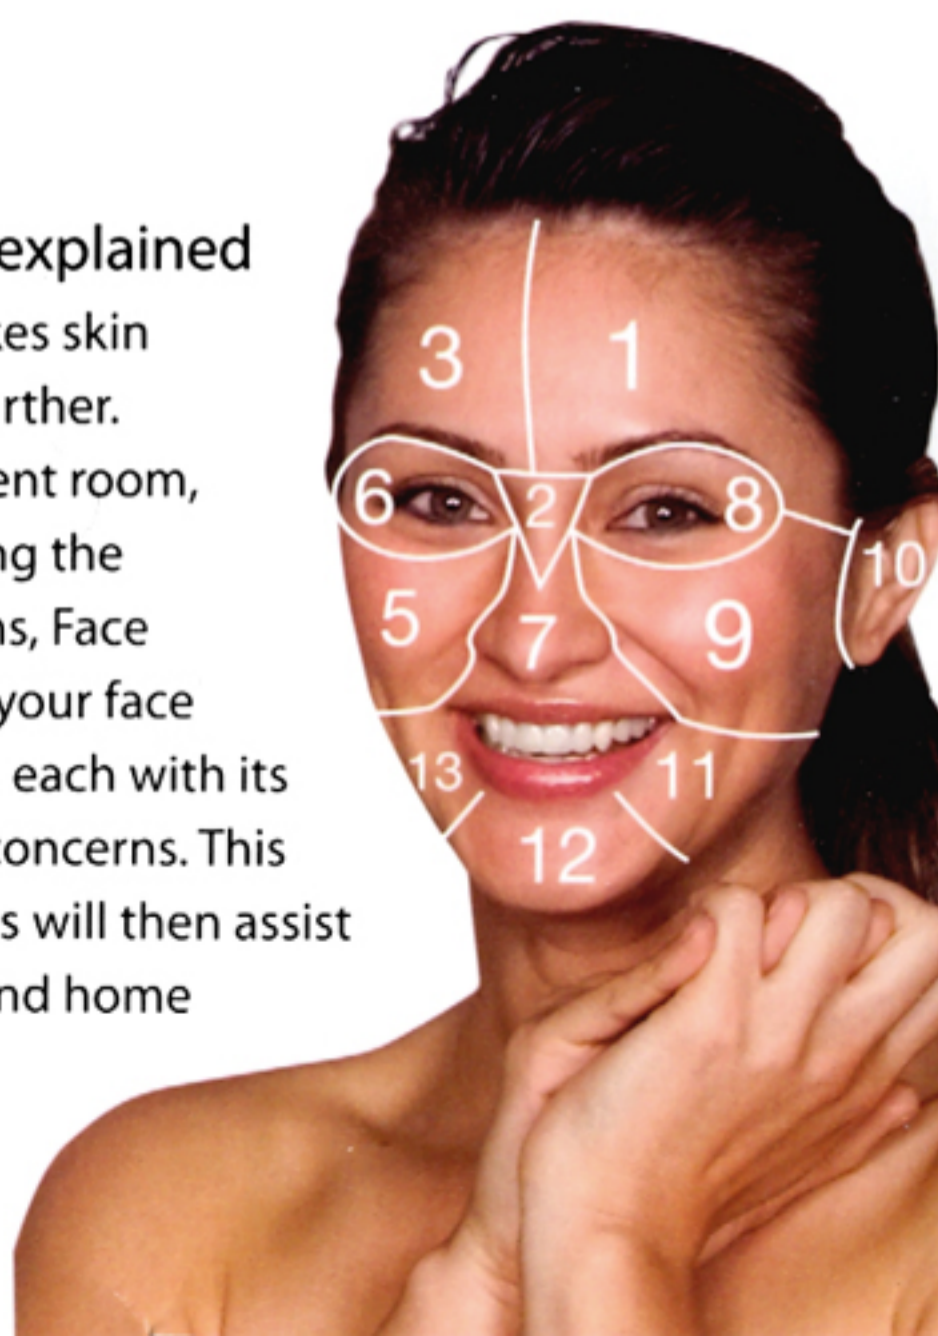 explained
es skin
rther.
ent room,
ng the
s, Face
your face
each with its
concerns. This
s will then assist
nd home
3
1
6
2
8
10
5
7
9
13
11
12